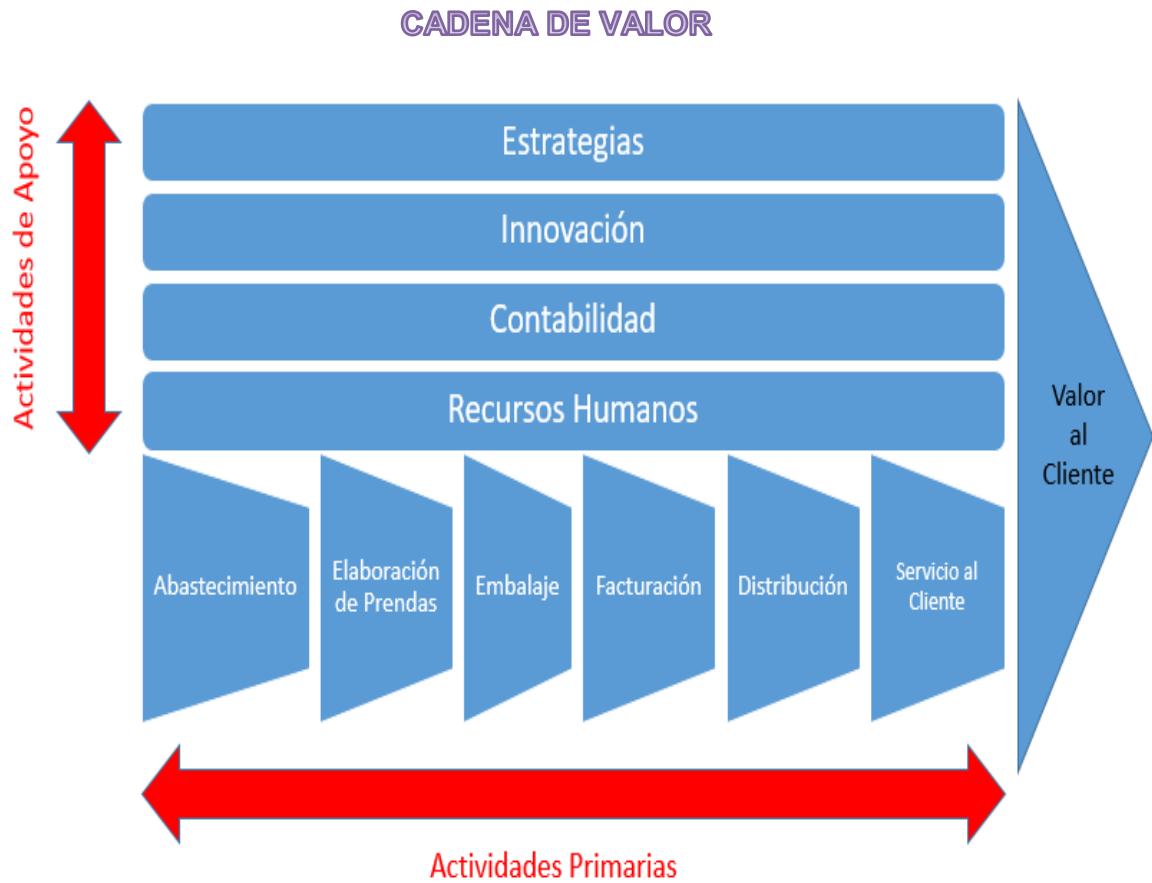 CADENA DE VALOR
Actividades de Apoyo
Estrategias
Innovación
Contabilidad
Recursos Humanos
Abastecimiento
Elaboración
de Prendas
Embalaje
Facturación
Distribución
Servicio al
Cliente
Valor
al
Cliente
Actividades Primarias